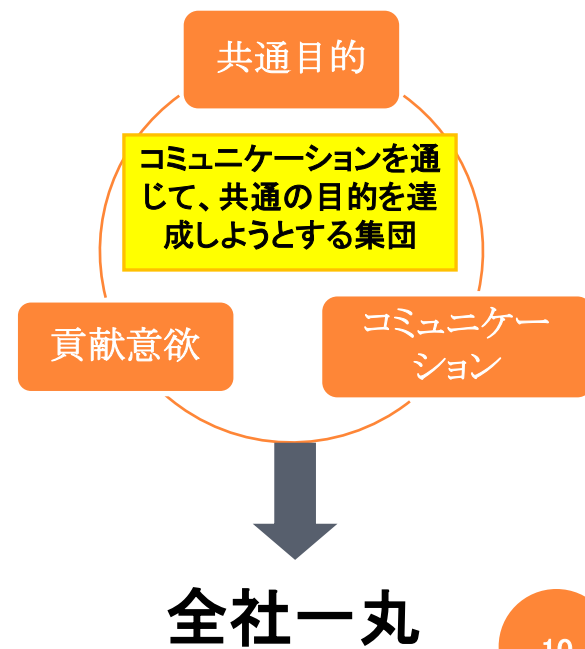 共通目的
コミュニケーションを通
じて、共通の目的を達
成しようとする集団
貢献意欲
コミュニケー
ション
全社一丸
10